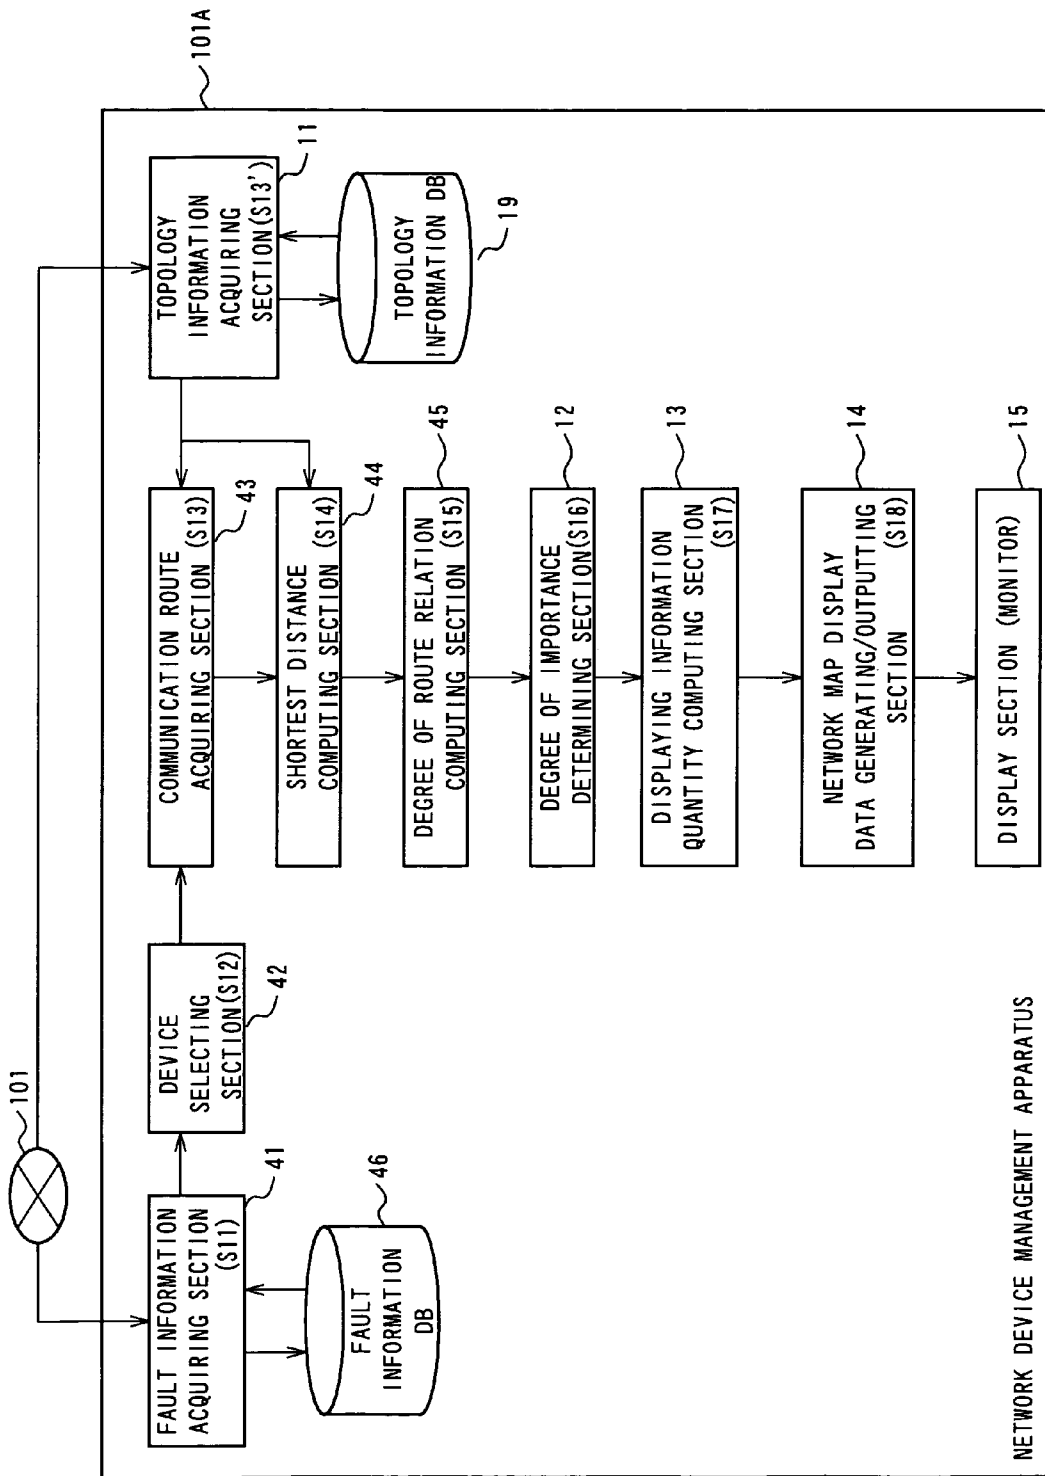 101
101A
FAULT INFORMATION
ACQUIRING SECTION
(S11)
41
FAULT
INFORMATION
DB
46
DEVICE
SELECTING
SECTION(S12)
42
COMMUNICATION ROUTE
ACQUIRING SECTION (S13)
43
TOPOLOGY
INFORMATION
ACQUIRING
SECTION(S13')
11
TOPOLOGY
INFORMATION DB
19
SHORTEST DISTANCE
COMPUTING SECTION (S14)
44
DEGREE OF ROUTE RELATION
COMPUTING SECTION (S15)
45
DEGREE OF IMPORTANCE
DETERMINING SECTION(S16)
12
DISPLAYING INFORMATION
QUANTITY COMPUTING SECTION
(S17)
13
NETWORK MAP DISPLAY
DATA GENERATING/OUTPUTTING
SECTION (S18)
14
DISPLAY SECTION (MONITOR)
15
NETWORK DEVICE MANAGEMENT APPARATUS